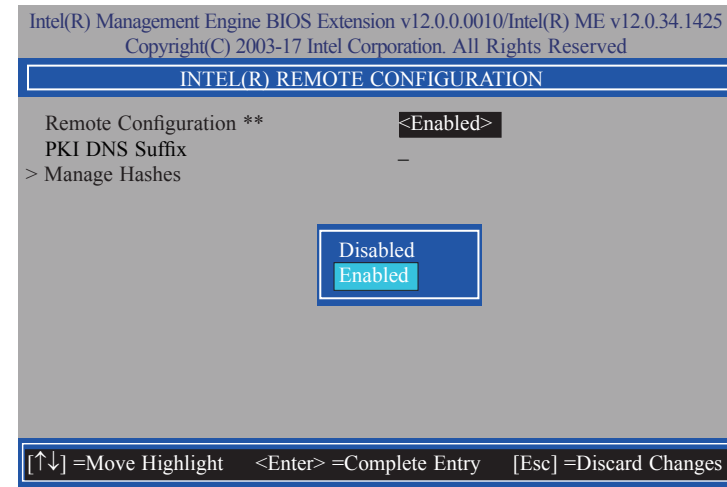 Intel(R) Management Engine BIOS Extension v12.0.0.0010/Intel(R) ME v12.0.34.1425
Copyright(C) 2003-17 Intel Corporation. All Rights Reserved
INTEL(R) REMOTE CONFIGURATION
Remote Configuration ** <Enabled>
PKI DNS Suffix _
> Manage Hashes
Disabled
Enabled
[↑↓] =Move Highlight <Enter> =Complete Entry [Esc] =Discard Changes